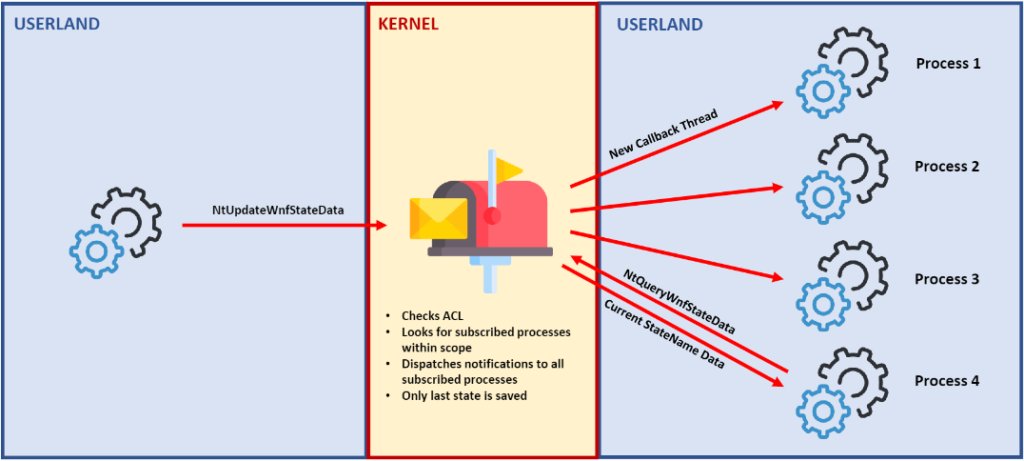 USERLAND
KERNEL
USERLAND
Process 1
New Callback Thread
Process 2
NtUpdateWnfStateData
Process 3
NtQueryWnfStateData
Current StateName Data
Process 4
• Checks ACL
• Looks for subscribed processes
within scope
• Dispatches notifications to all
subscribed processes
• Only last state is saved